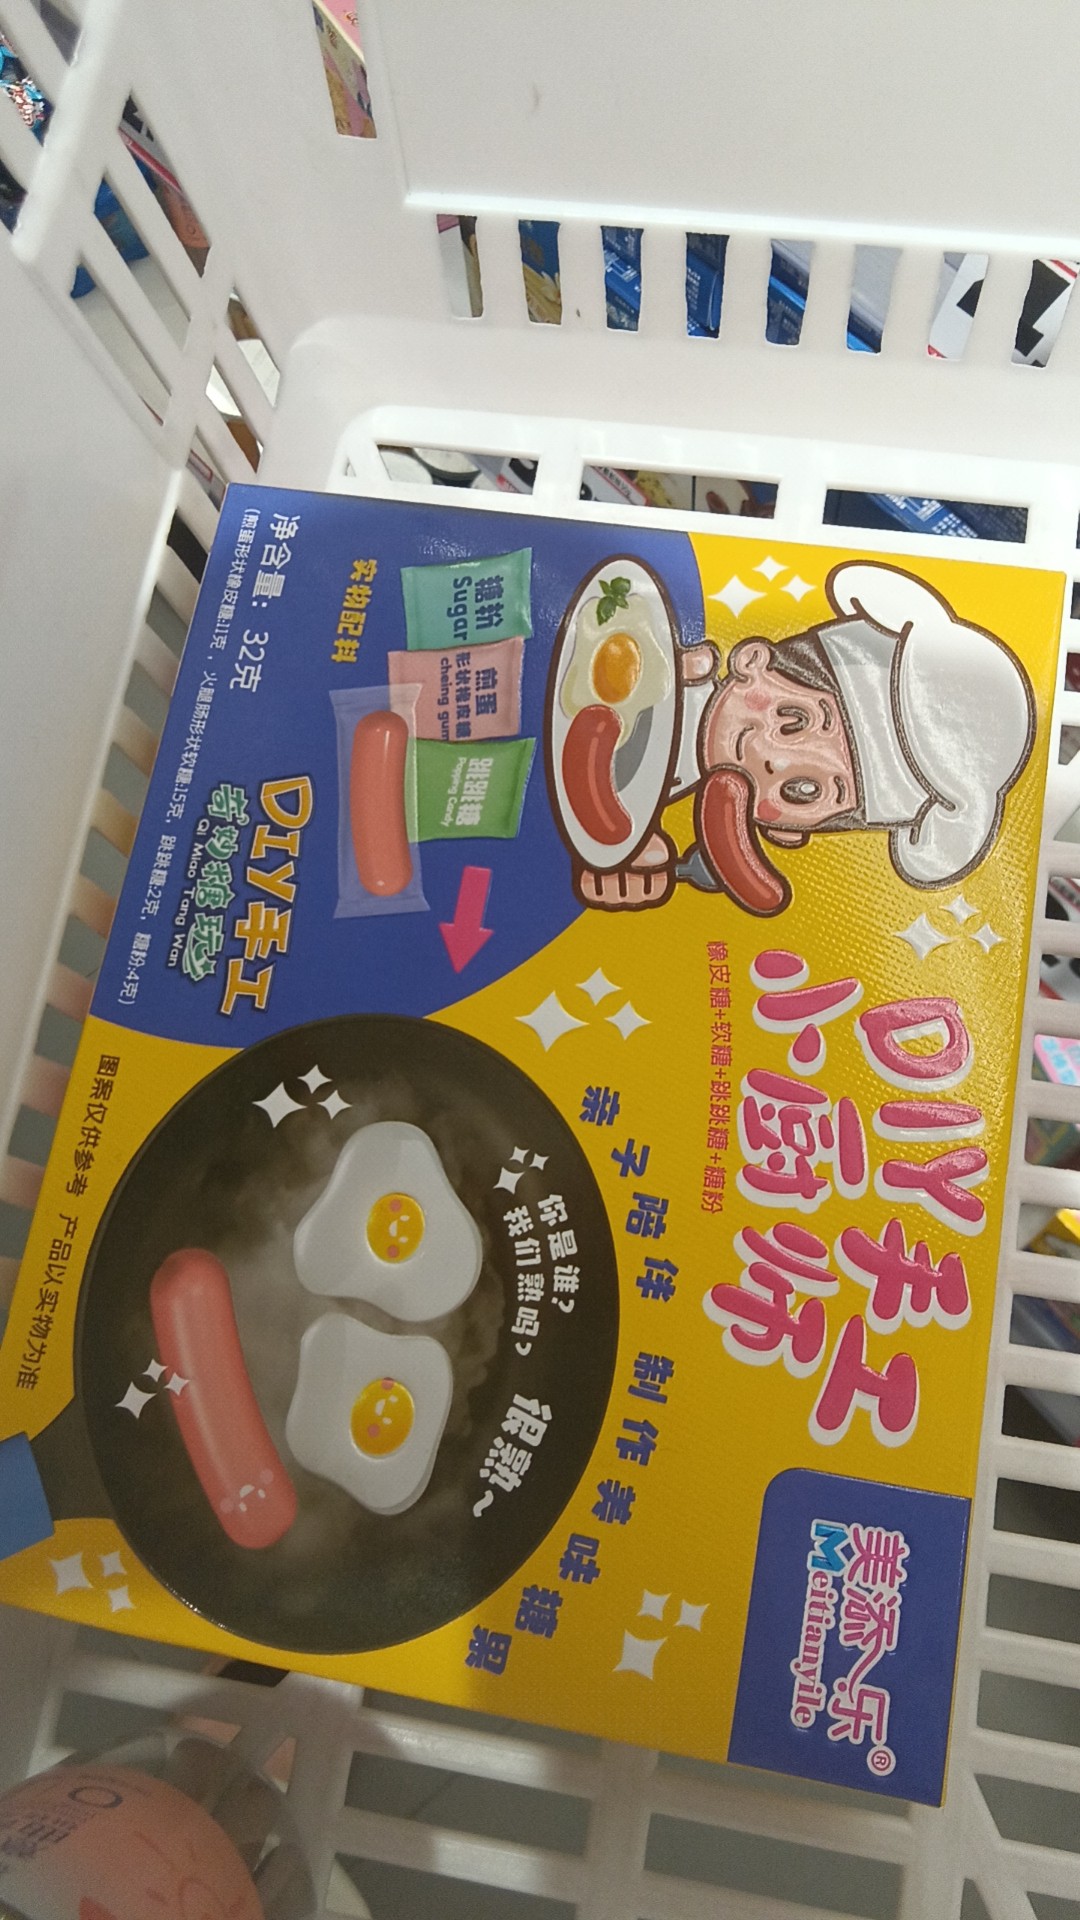 美添乐®
Meitianyile
DIY手工
小厨师
橡皮糖+软糖+跳跳糖+糖粉
亲子陪伴 制作美味糖果
你是谁?
我们熟吗?
很熟~
糖粉
Sugar
煎蛋
形状橡皮糖
跳跳糖
Popping Candy
实物配料
DIY手工
奇妙糖玩
Qi Miao Tang Wan
净含量: 32克
(煎蛋形状橡皮糖:11克, 火腿肠形状软糖:15克, 跳跳糖:2克, 糖粉:4克)
图案仅供参考 产品以实物为准